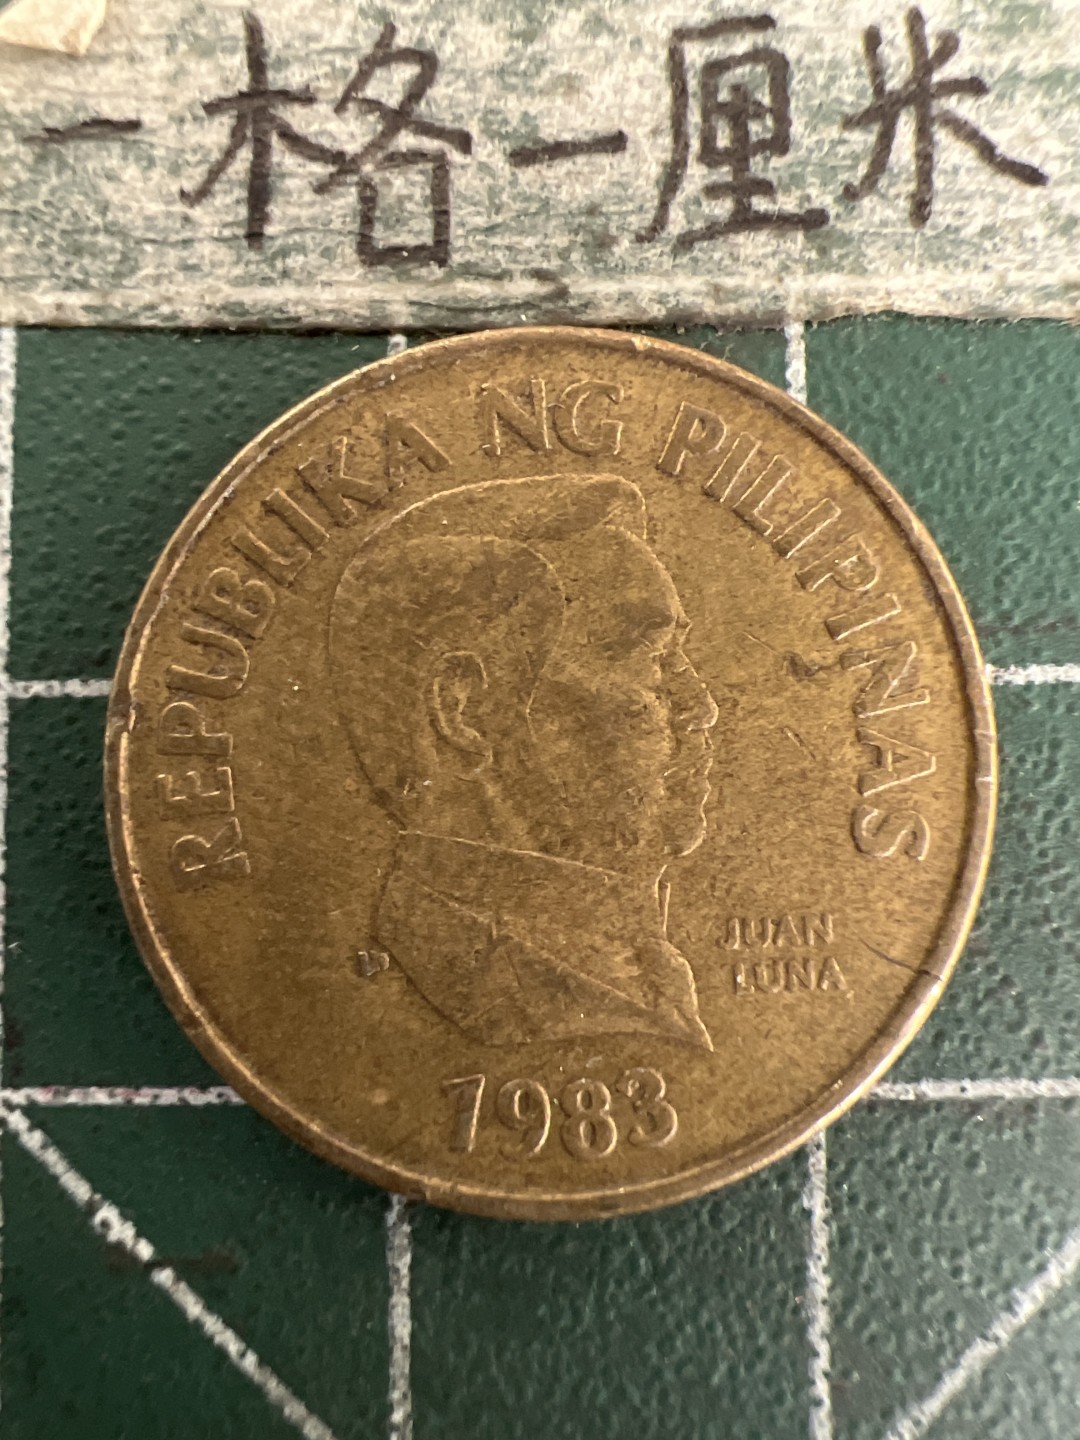 一格一厘米
REPUBLIKA NG PILIPINAS
JUAN
LUNA
1983